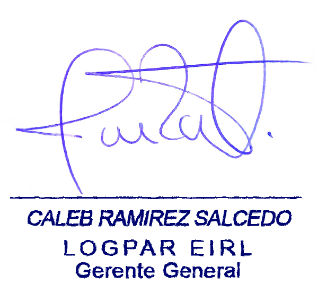 CALEB RAMIREZ SALCEDO
LOGPAR EIRL
Gerente General